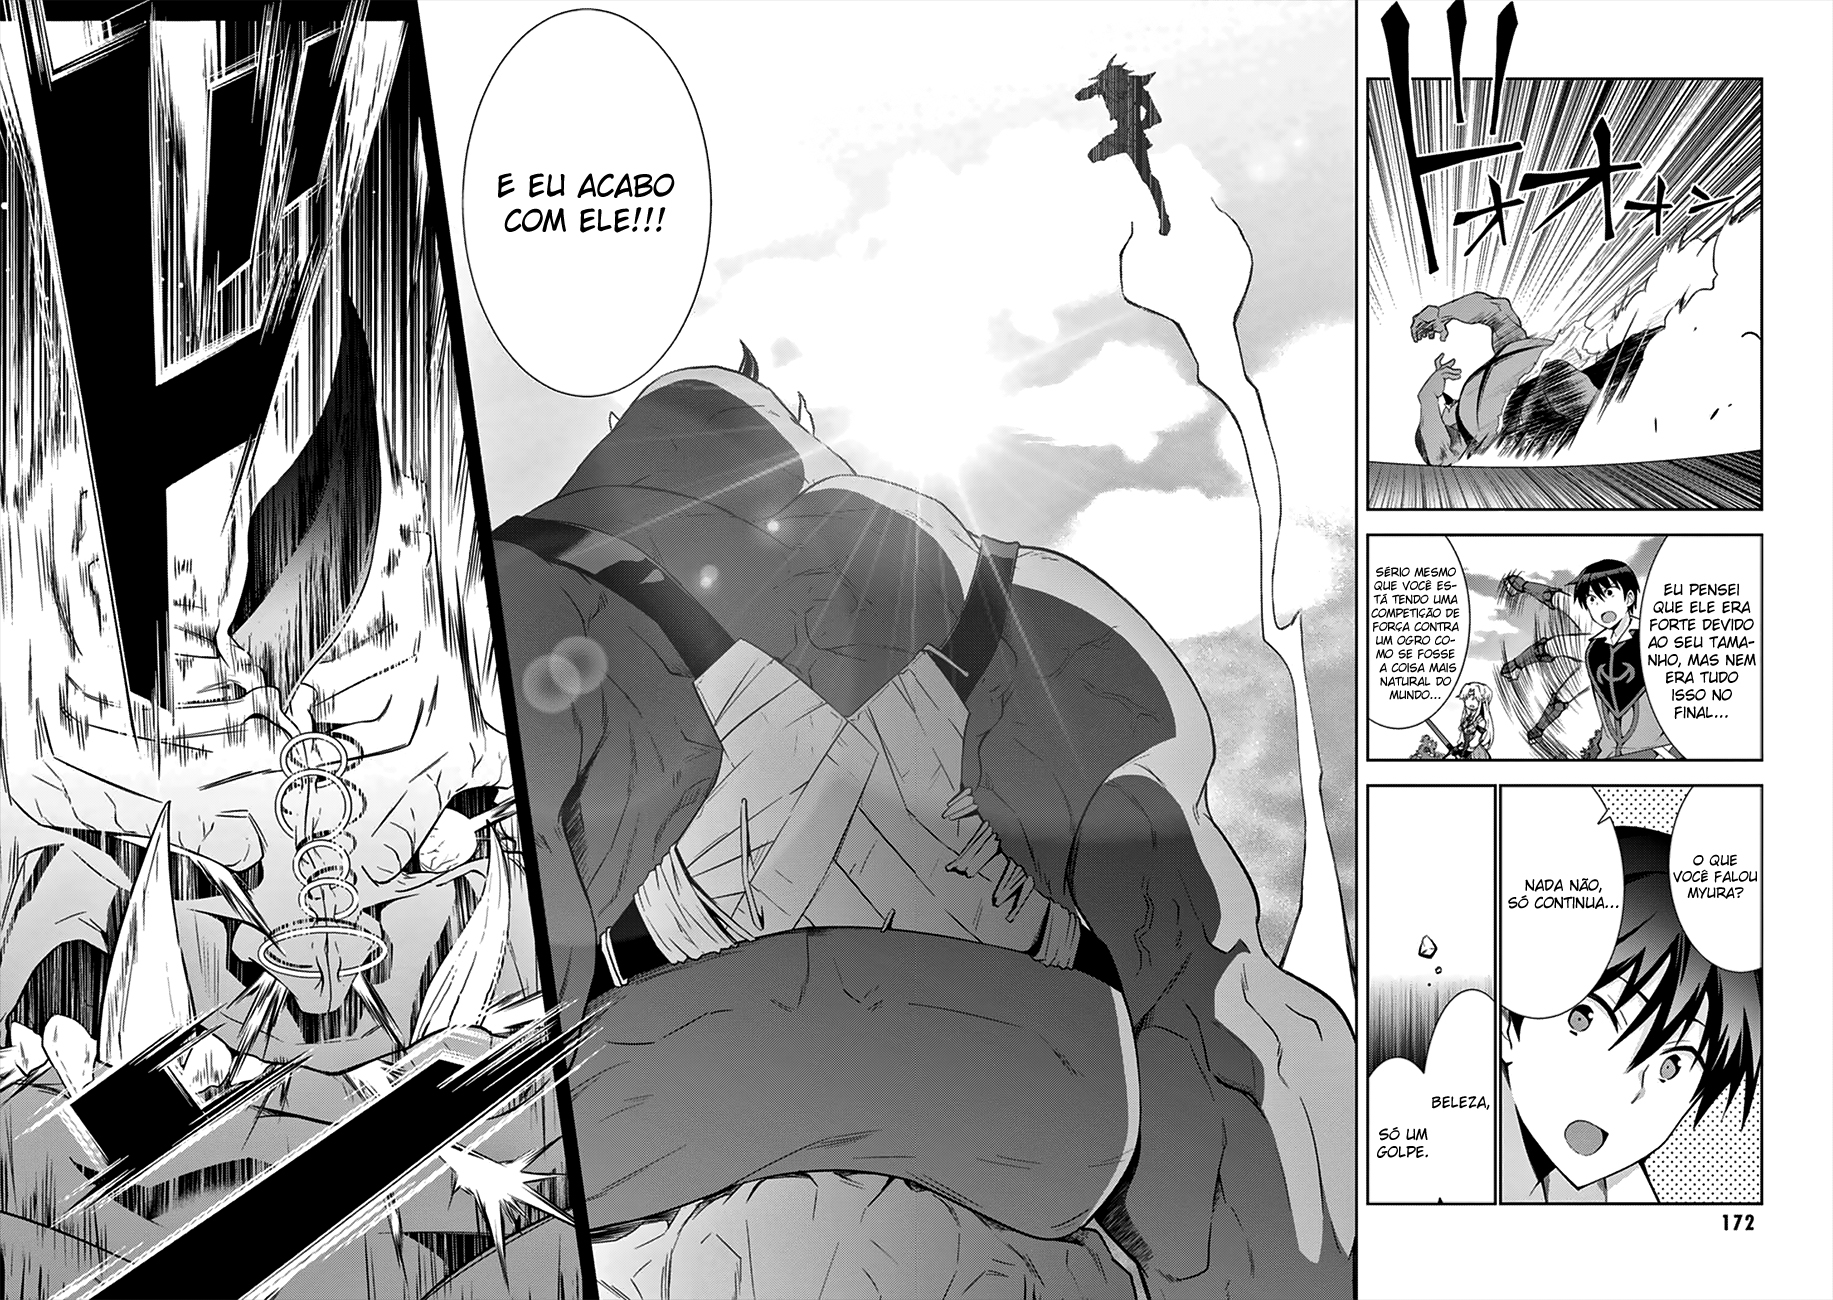 ドォオオォン!!!
EU PENSEI
QUE ELE ERA
FORTE DEVIDO
AO SEU TAMA-
NHO, MAS NEM
ERA TUDO
ISSO NO
FINAL...
SÉRIO MESMO
QUE VOCÊ ES-
TÁ TENDO UMA
COMPETIÇÃO DE
FORÇA CONTRA
UM OGRO CO-
MO SE FOSSE
A COISA MAIS
NATURAL DO
MUNDO...
O QUE
VOCÊ FALOU
MYURA?
NADA NÃO,
SÓ CONTINUA...
BELEZA,
SÓ UM
GOLPE.
172
E EU ACABO
COM ELE!!!